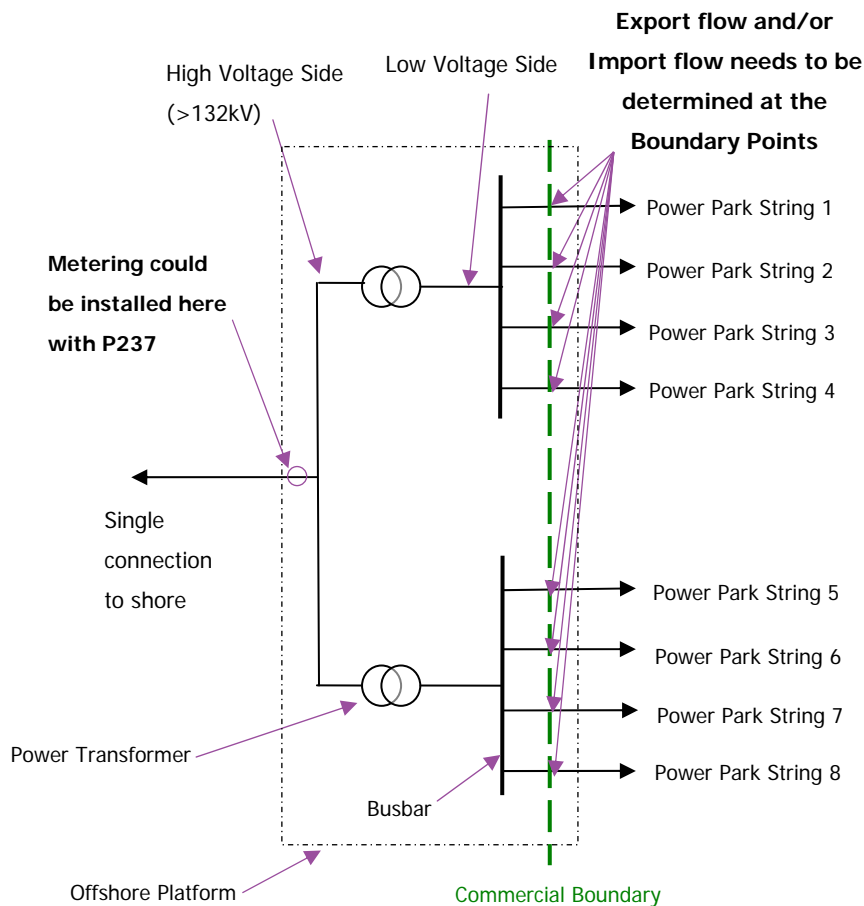 Export flow and/or
Import flow needs to be
determined at the
Boundary Points
High Voltage Side
(>132kV)
Low Voltage Side
Metering could
be installed here
with P237
Power Park String 1
Power Park String 2
Power Park String 3
Power Park String 4
Single
connection
to shore
Power Park String 5
Power Park String 6
Power Park String 7
Power Park String 8
Power Transformer
Busbar
Offshore Platform
Commercial Boundary